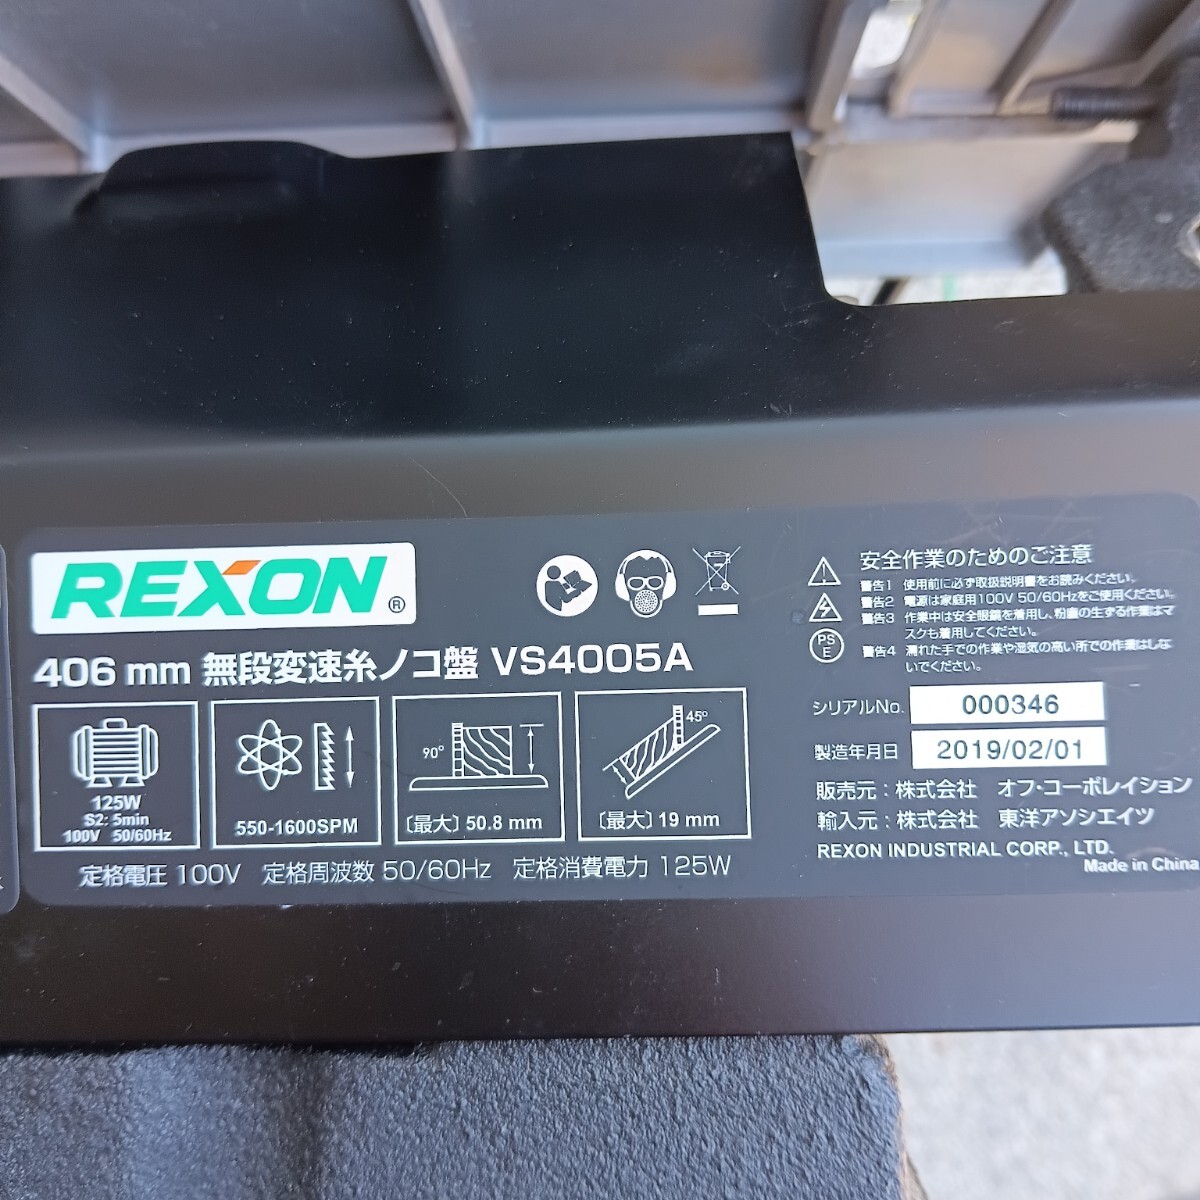 REXON®
406 mm 無段変速糸ノコ盤 VS4005A
125W
S2: 5min
100V 50/60Hz
550-1600SPM
90°
〔最大〕50.8 mm
45°
〔最大〕19 mm
定格電圧 100V 定格周波数 50/60Hz 定格消費電力 125W
安全作業のためのご注意
警告1 使用前に必ず取扱説明書をお読みください。
警告2 電源は家庭用100V 50/60Hzをご使用ください。
警告3 作業中は安全眼鏡を着用し、粉塵の生ずる作業はマ
スクも着用してください。
警告4 濡れた手での作業や湿気の高い所での作業はしな
いでください。
PS
E
シリアルNo. 000346
製造年月日 2019/02/01
販売元：株式会社 オフ・コーポレイション
輸入元：株式会社 東洋アソシエイツ
REXON INDUSTRIAL CORP., LTD.
Made in China